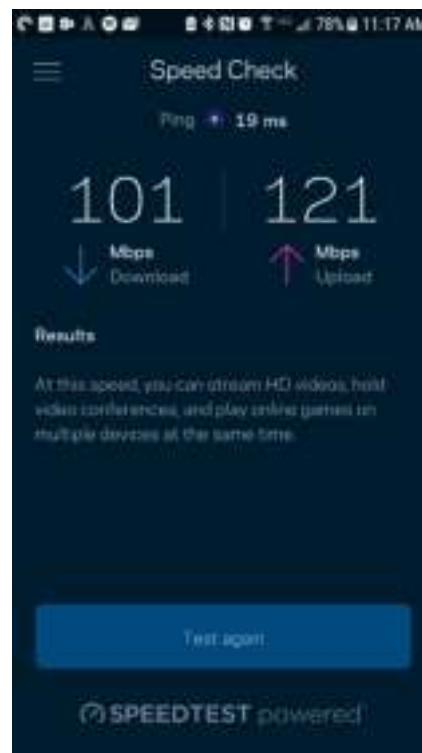 78% 11:17 AM
Speed Check
Ping 19 ms
101 121
Mbps Mbps
Download Upload
Results
At this speed, you can stream HD videos, hold
video conferences, and play online games on
multiple devices at the same time.
Test again
SPEEDTEST powered